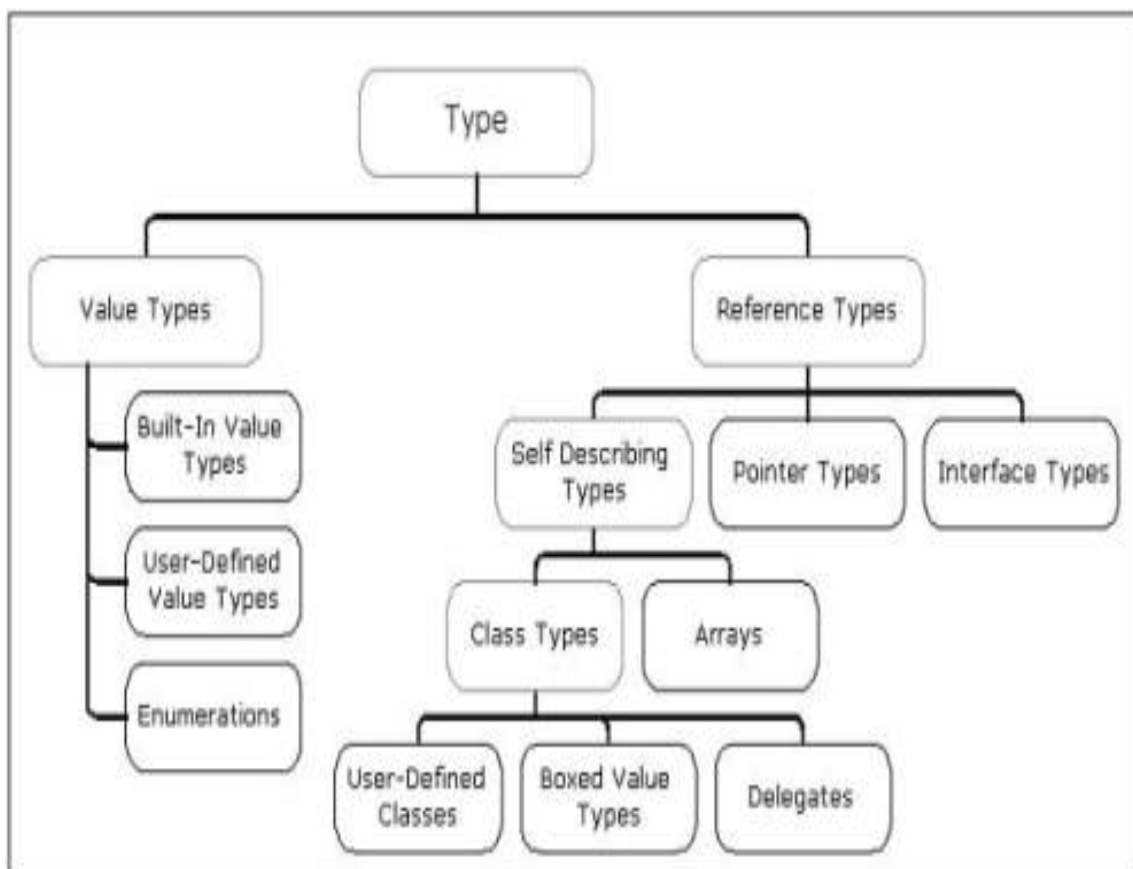 Type
Value Types
Reference Types
Built-In Value
Types
User-Defined
Value Types
Enumerations
Self Describing
Types
Pointer Types
Interface Types
Class Types
Arrays
User-Defined
Classes
Boxed Value
Types
Delegates